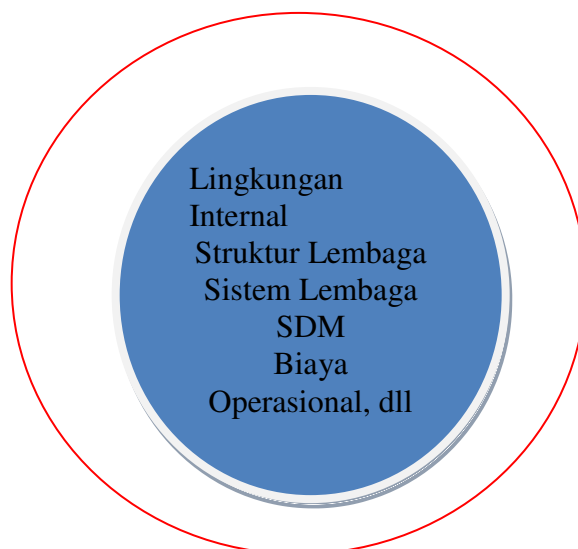 Lingkungan
Internal
Struktur Lembaga
Sistem Lembaga
SDM
Biaya
Operasional, dll